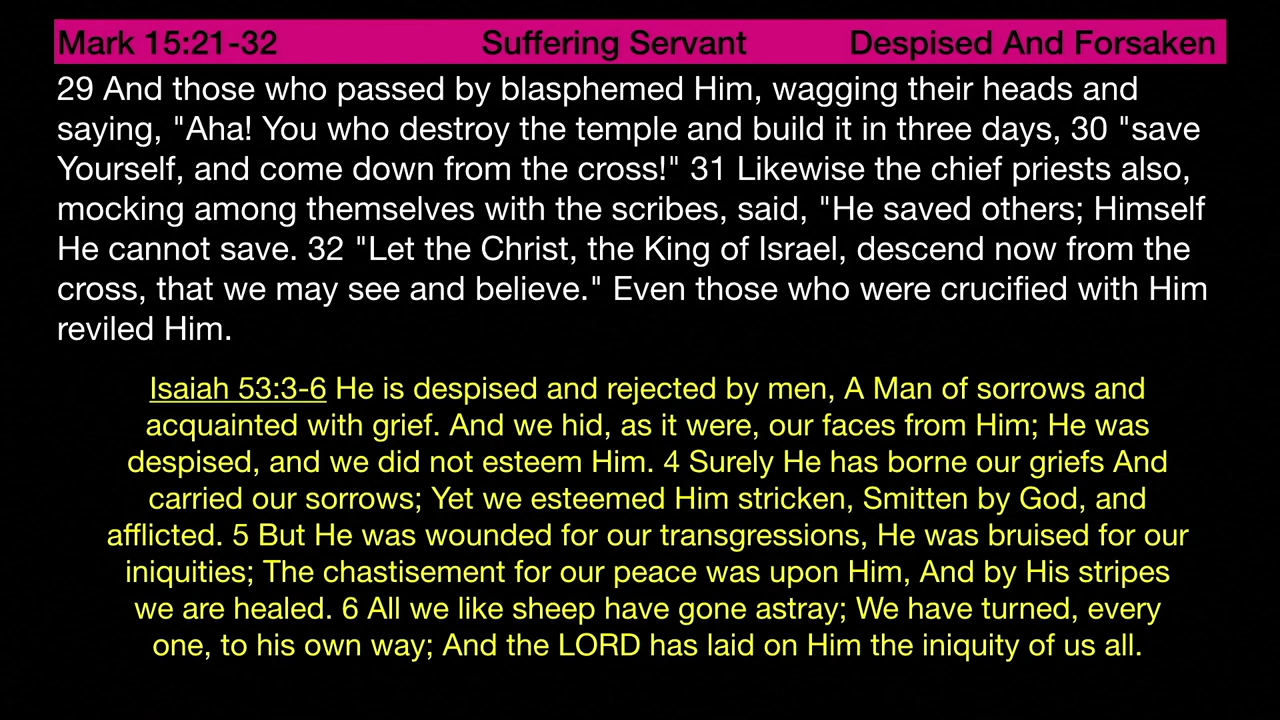 Mark 15:21-32 Suffering Servant Despised And Forsaken
29 And those who passed by blasphemed Him, wagging their heads and
saying, "Aha! You who destroy the temple and build it in three days, 30 "save
Yourself, and come down from the cross!" 31 Likewise the chief priests also,
mocking among themselves with the scribes, said, "He saved others; Himself
He cannot save. 32 "Let the Christ, the King of Israel, descend now from the
cross, that we may see and believe." Even those who were crucified with Him
reviled Him.
Isaiah 53:3-6 He is despised and rejected by men, A Man of sorrows and
acquainted with grief. And we hid, as it were, our faces from Him; He was
despised, and we did not esteem Him. 4 Surely He has borne our griefs And
carried our sorrows; Yet we esteemed Him stricken, Smitten by God, and
afflicted. 5 But He was wounded for our transgressions, He was bruised for our
iniquities; The chastisement for our peace was upon Him, And by His stripes
we are healed. 6 All we like sheep have gone astray; We have turned, every
one, to his own way; And the LORD has laid on Him the iniquity of us all.